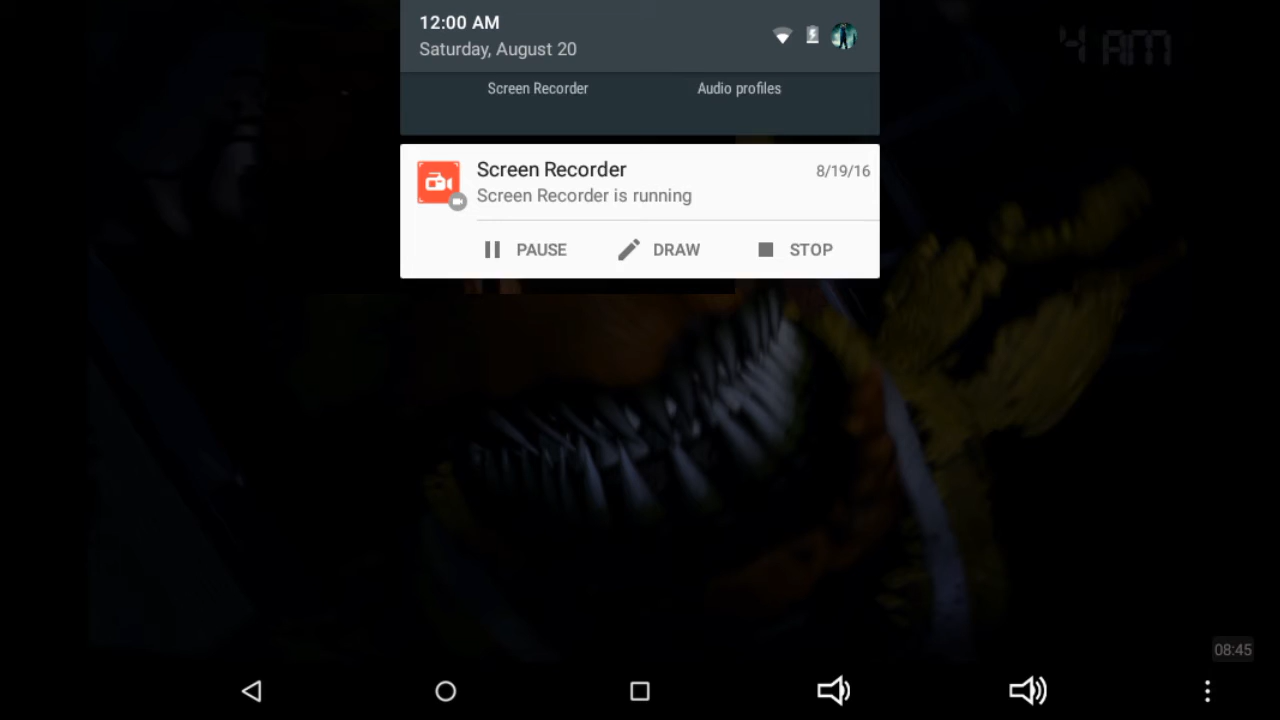 12:00 AM
Saturday, August 20
4 AM
Screen Recorder
Audio profiles
Screen Recorder
8/19/16
Screen Recorder is running
PAUSE
DRAW
STOP
08:45